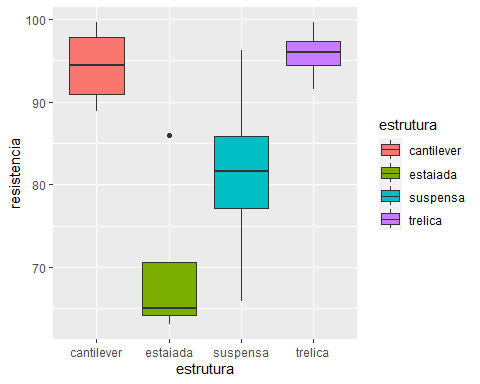 100
90
80
70
resistencia
cantilever
estaiada
suspensa
trelica
estrutura
estrutura
cantilever
estaiada
suspensa
trelica